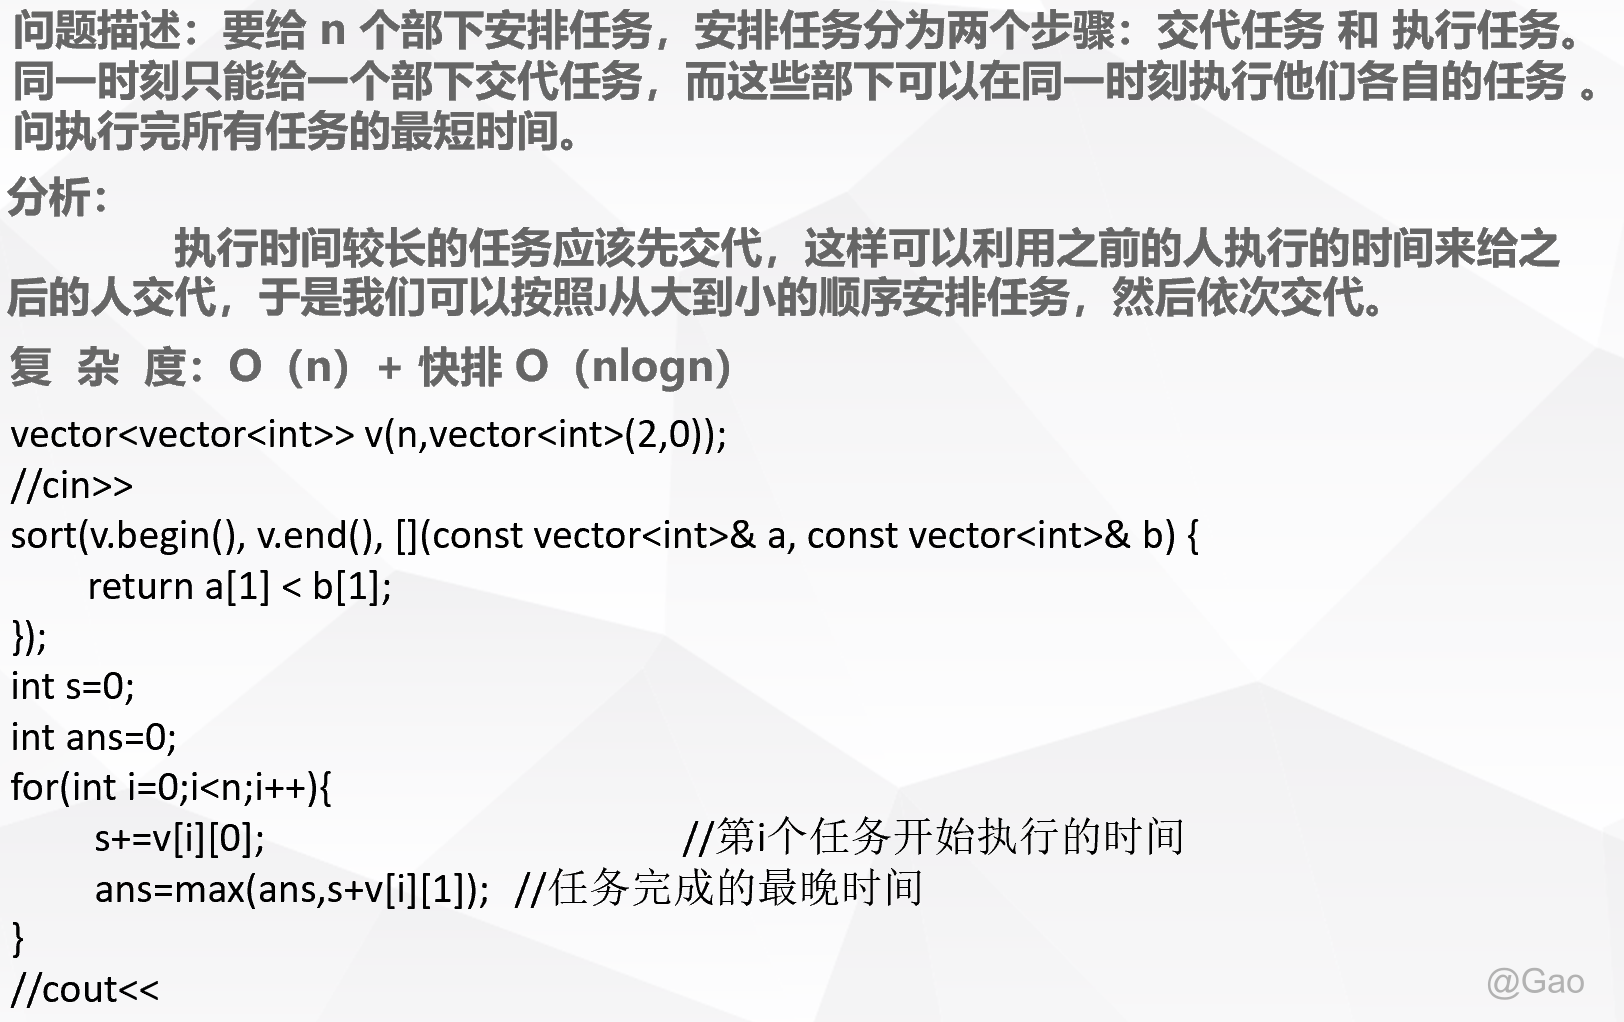 问题描述：要给 n 个部下安排任务，安排任务分为两个步骤：交代任务 和 执行任务。
同一时刻只能给一个部下交代任务，而这些部下可以在同一时刻执行他们各自的任务 。
问执行完所有任务的最短时间。
分析：
执行时间较长的任务应该先交代，这样可以利用之前的人执行的时间来给之
后的人交代，于是我们可以按照J从大到小的顺序安排任务，然后依次交代。
复 杂 度：O（n）+ 快排 O（nlogn）
vector<vector<int>> v(n,vector<int>(2,0));
//cin>>
sort(v.begin(), v.end(), [](const vector<int>& a, const vector<int>& b) {
return a[1] < b[1];
});
int s=0;
int ans=0;
for(int i=0;i<n;i++){
s+=v[i][0]; //第i个任务开始执行的时间
ans=max(ans,s+v[i][1]); //任务完成的最晚时间
}
//cout<<
@Gao